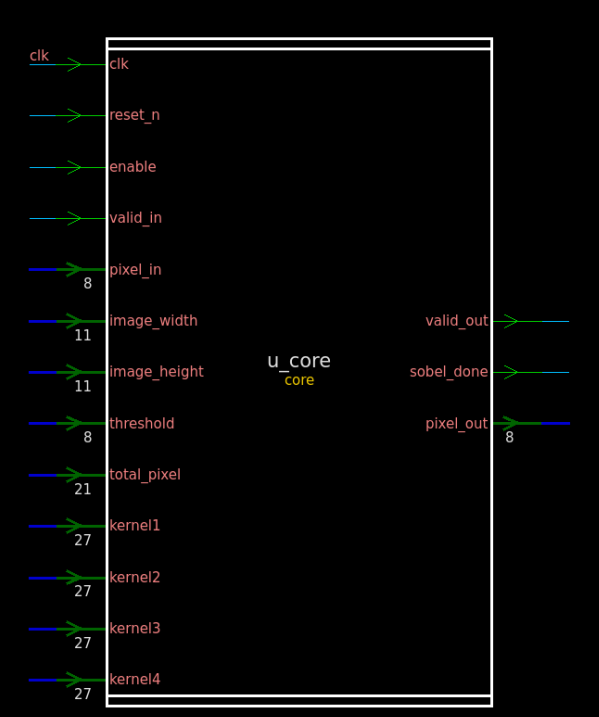 clk
clk
reset_n
enable
valid_in
pixel_in
8
image_width
11
image_height
11
threshold
8
total_pixel
21
kernel1
27
kernel2
27
kernel3
27
kernel4
27
u_core
core
valid_out
sobel_done
pixel_out
8